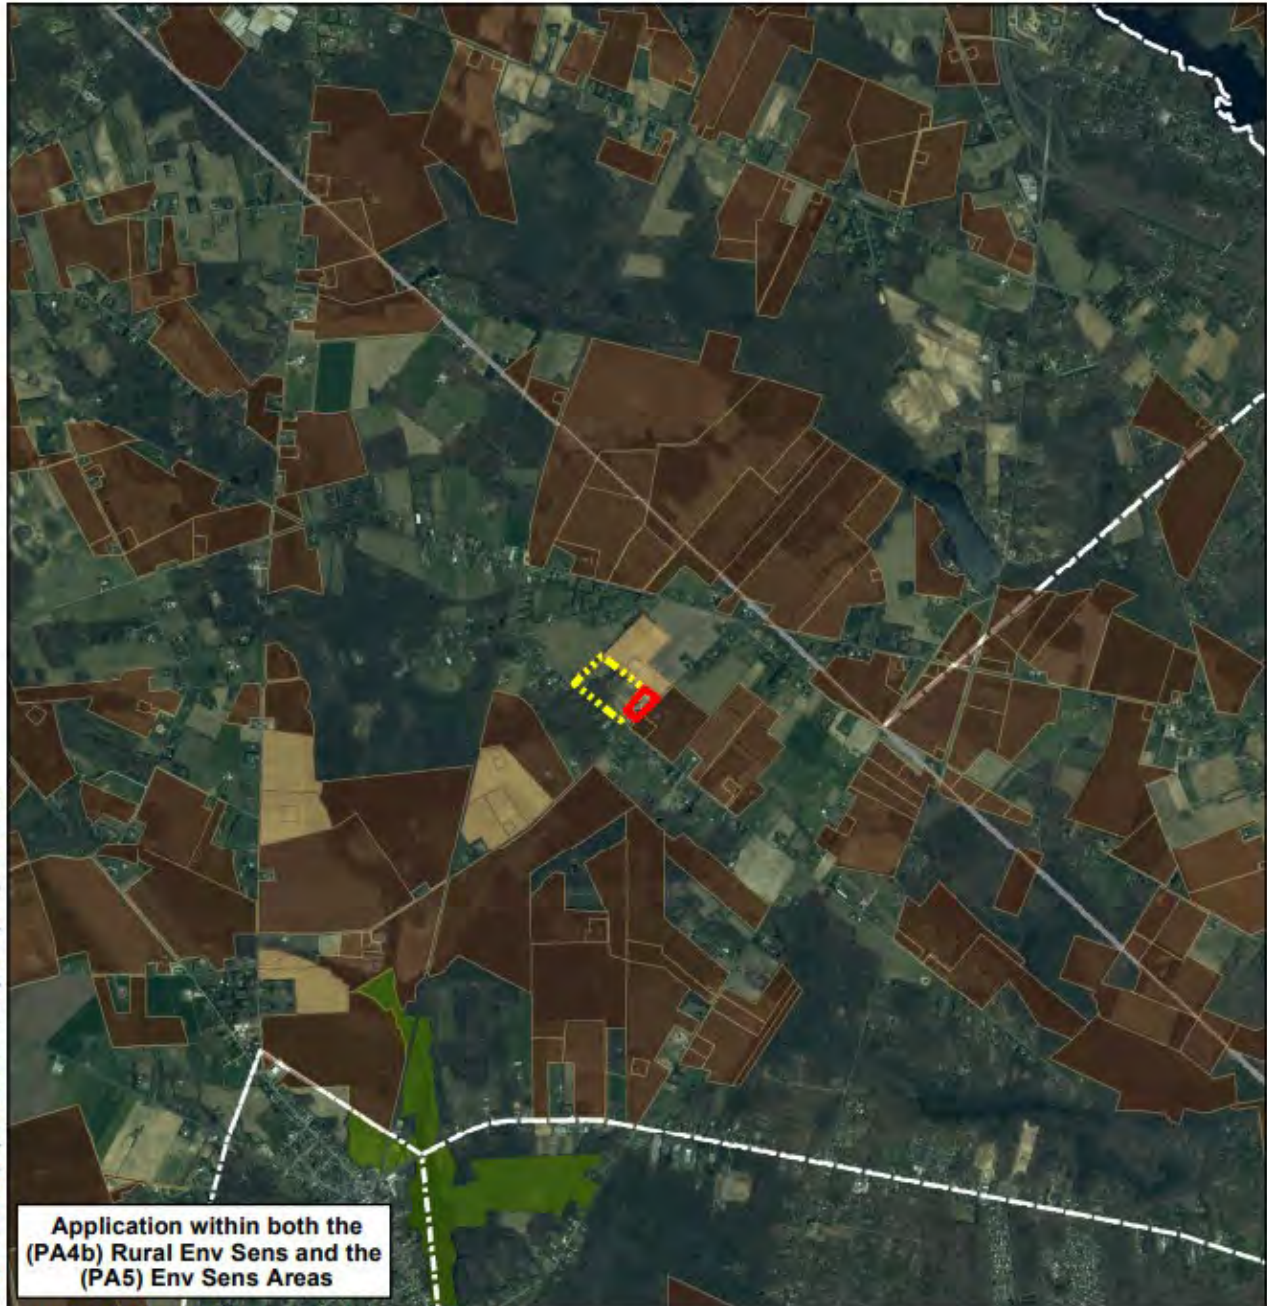 Application within both the
(PA4b) Rural Env Sens and the
(PA5) Env Sens Areas